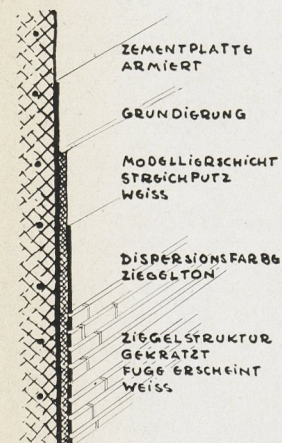 ZEMENTPLATTE
ARMIERT
GRUNDIERUNG
MODELLIERSCHICHT
STREICHPUTZ
WEISS
DISPERSIONSFARBE
ZIEGELTON
ZIEGELSTRUKTUR
GEKRATZT
FUGE ERSCHEINT
WEISS